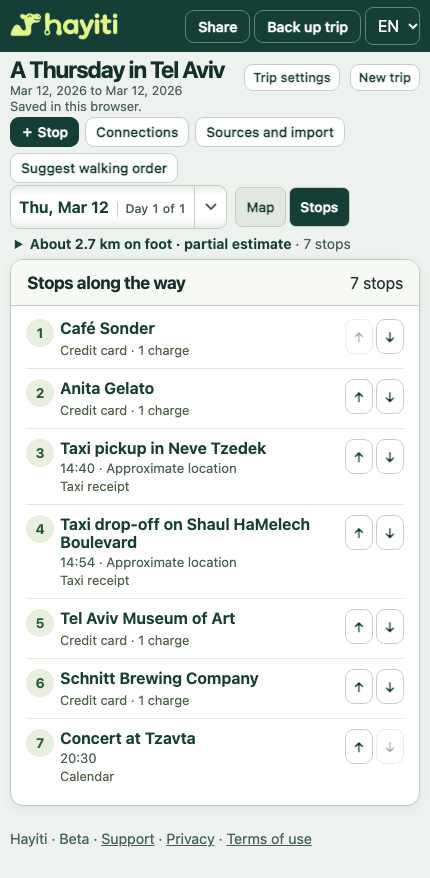 hayiti
Share
Back up trip
EN
A Thursday in Tel Aviv
Mar 12, 2026 to Mar 12, 2026
Saved in this browser.
Trip settings
New trip
+ Stop
Connections
Sources and import
Suggest walking order
Thu, Mar 12
Day 1 of 1
Map
Stops
About 2.7 km on foot · partial estimate · 7 stops
Stops along the way
7 stops
1
Café Sonder
Credit card · 1 charge
↑ ↓
2
Anita Gelato
Credit card · 1 charge
↑ ↓
3
Taxi pickup in Neve Tzedek
14:40 · Approximate location
Taxi receipt
↑ ↓
4
Taxi drop-off on Shaul HaMelech
Boulevard
14:54 · Approximate location
Taxi receipt
↑ ↓
5
Tel Aviv Museum of Art
Credit card · 1 charge
↑ ↓
6
Schnitt Brewing Company
Credit card · 1 charge
↑ ↓
7
Concert at Tzavta
20:30
Calendar
↑ ↓
Hayiti · Beta · Support · Privacy · Terms of use